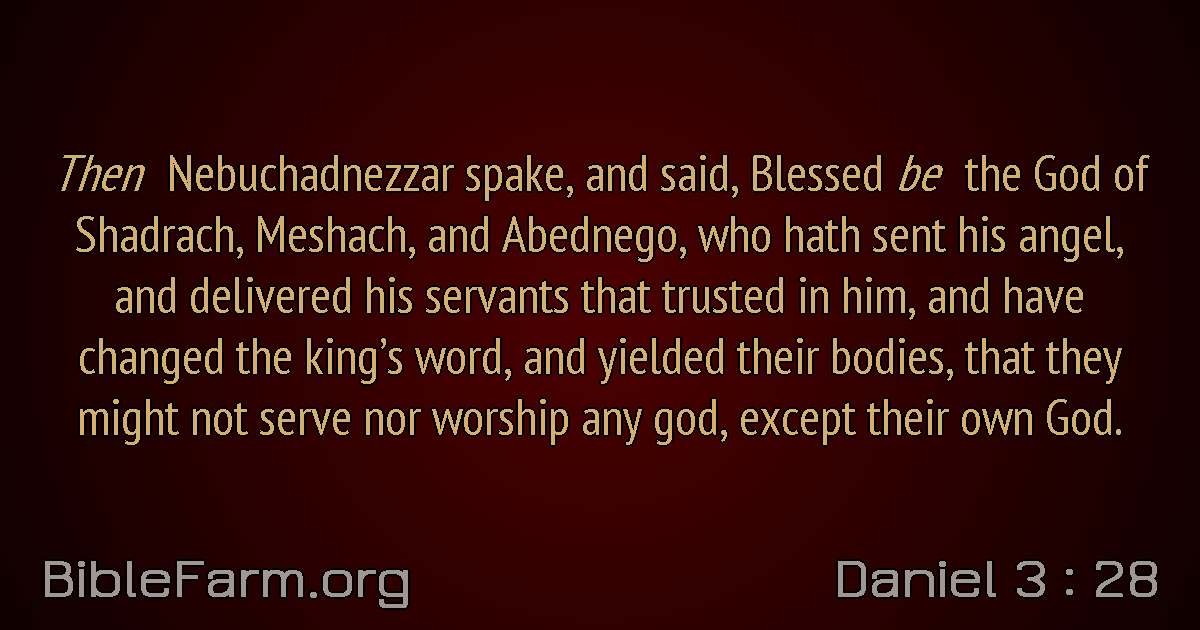 Then Nebuchadnezzar spake, and said, Blessed be the God of
Shadrach, Meshach, and Abednego, who hath sent his angel,
and delivered his servants that trusted in him, and have
changed the king’s word, and yielded their bodies, that they
might not serve nor worship any god, except their own God.
BibleFarm.org
Daniel 3 : 28